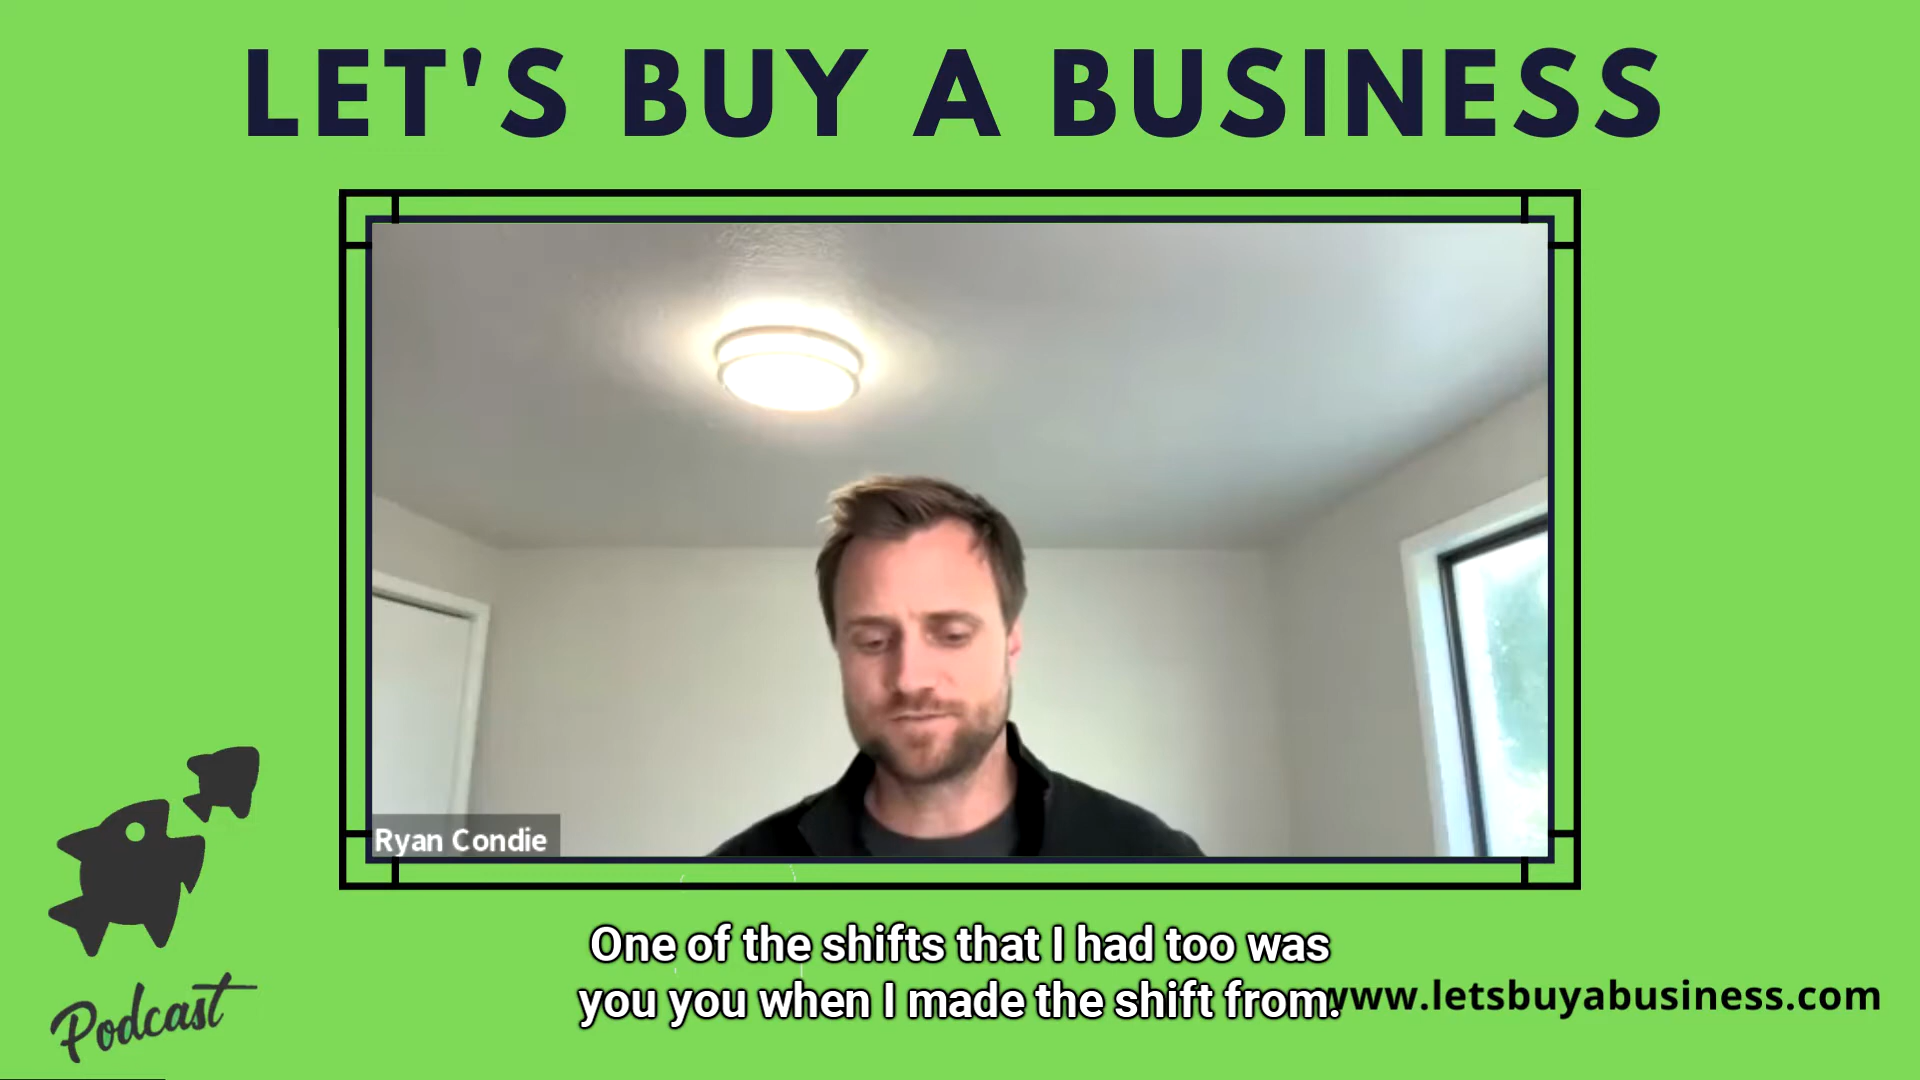 LET'S BUY A BUSINESS
Ryan Condie
One of the shifts that I had too was
you you when I made the shift from.
www.letsbuyabusiness.com
Podcast